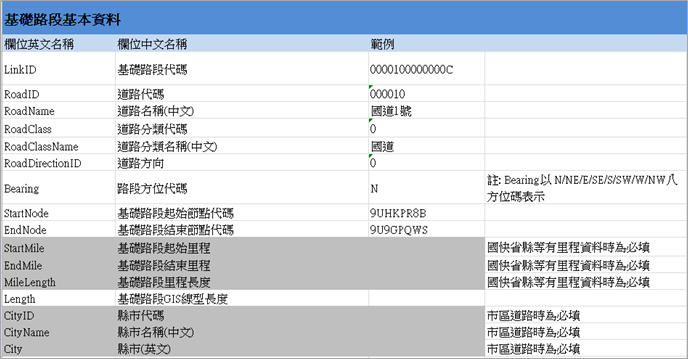 基礎路段基本資料
欄位英文名稱 欄位中文名稱 範例
LinkID 基礎路段代碼 0000100000000C
RoadID 道路代碼 000010
RoadName 道路名稱(中文) 國道1號
RoadClass 道路分類代碼 0
RoadClassName 道路分類名稱(中文) 國道
RoadDirectionID 道路方向 0
Bearing 路段方位代碼 N 註: Bearing以 N/NE/E/SE/S/SW/W/NW八
方位碼表示
StartNode 基礎路段起始節點代碼 9UHKPR8B
EndNode 基礎路段結束節點代碼 9U9GPQWS
StartMile 基礎路段起始里程 國快省縣等有里程資料時為必填
EndMile 基礎路段結束里程 國快省縣等有里程資料時為必填
MileLength 基礎路段里程長度 國快省縣等有里程資料時為必填
Length 基礎路段GIS線型長度
CityID 縣市代碼 市區道路時為必填
CityName 縣市名稱(中文) 市區道路時為必填
City 縣市(英文) 市區道路時為必填